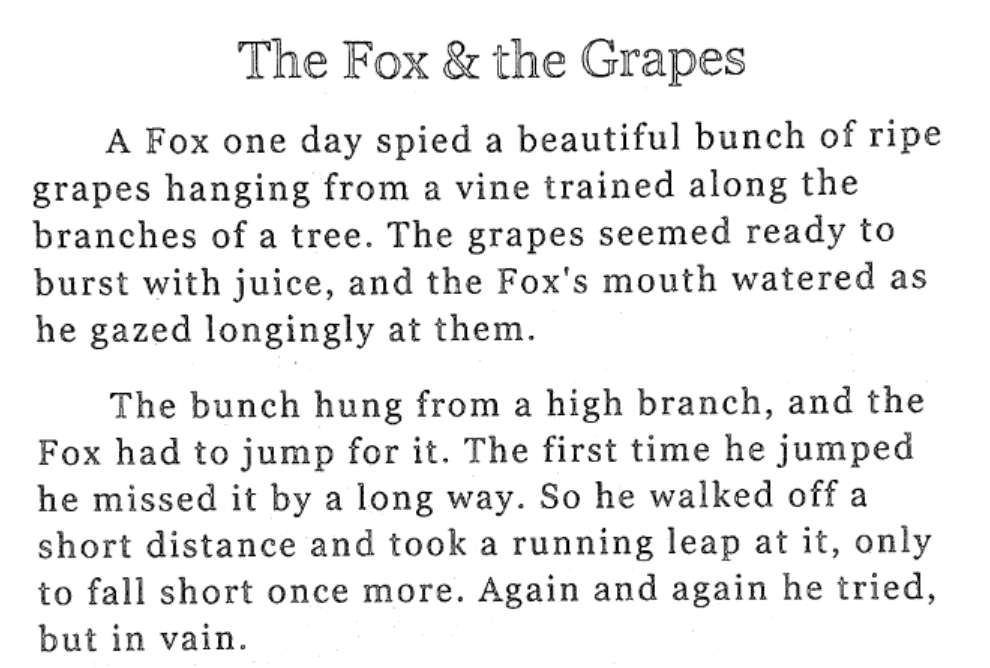 The Fox & the Grapes
A Fox one day spied a beautiful bunch of ripe
grapes hanging from a vine trained along the
branches of a tree. The grapes seemed ready to
burst with juice, and the Fox's mouth watered as
he gazed longingly at them.
The bunch hung from a high branch, and the
Fox had to jump for it. The first time he jumped
he missed it by a long way. So he walked off a
short distance and took a running leap at it, only
to fall short once more. Again and again he tried,
but in vain.